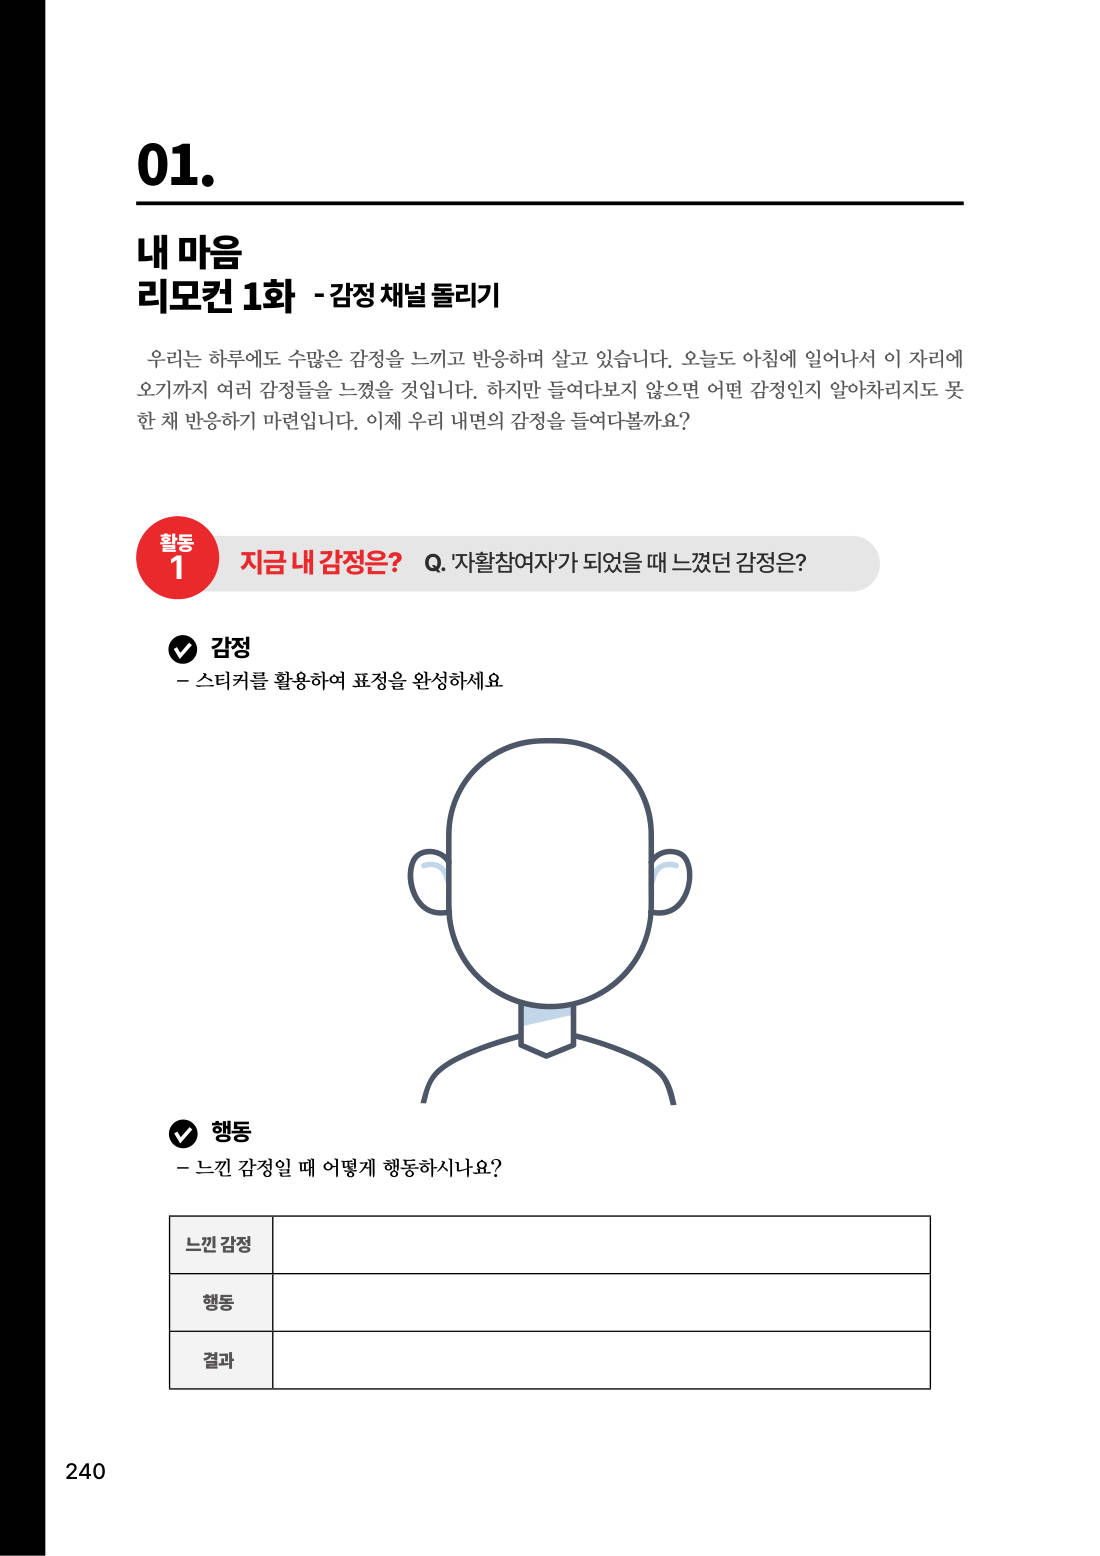 01.
내 마음
리모컨 1화 - 감정 채널 돌리기
우리는 하루에도 수많은 감정을 느끼고 반응하며 살고 있습니다. 오늘도 아침에 일어나서 이 자리에
오기까지 여러 감정들을 느꼈을 것입니다. 하지만 들여다보지 않으면 어떤 감정인지 알아차리지도 못
한 채 반응하기 마련입니다. 이제 우리 내면의 감정을 들여다볼까요?
활동
1
지금 내 감정은? Q. '자활참여자'가 되었을 때 느꼈던 감정은?
감정
– 스티커를 활용하여 표정을 완성하세요
행동
– 느낀 감정일 때 어떻게 행동하시나요?
느낀 감정
행동
결과
240